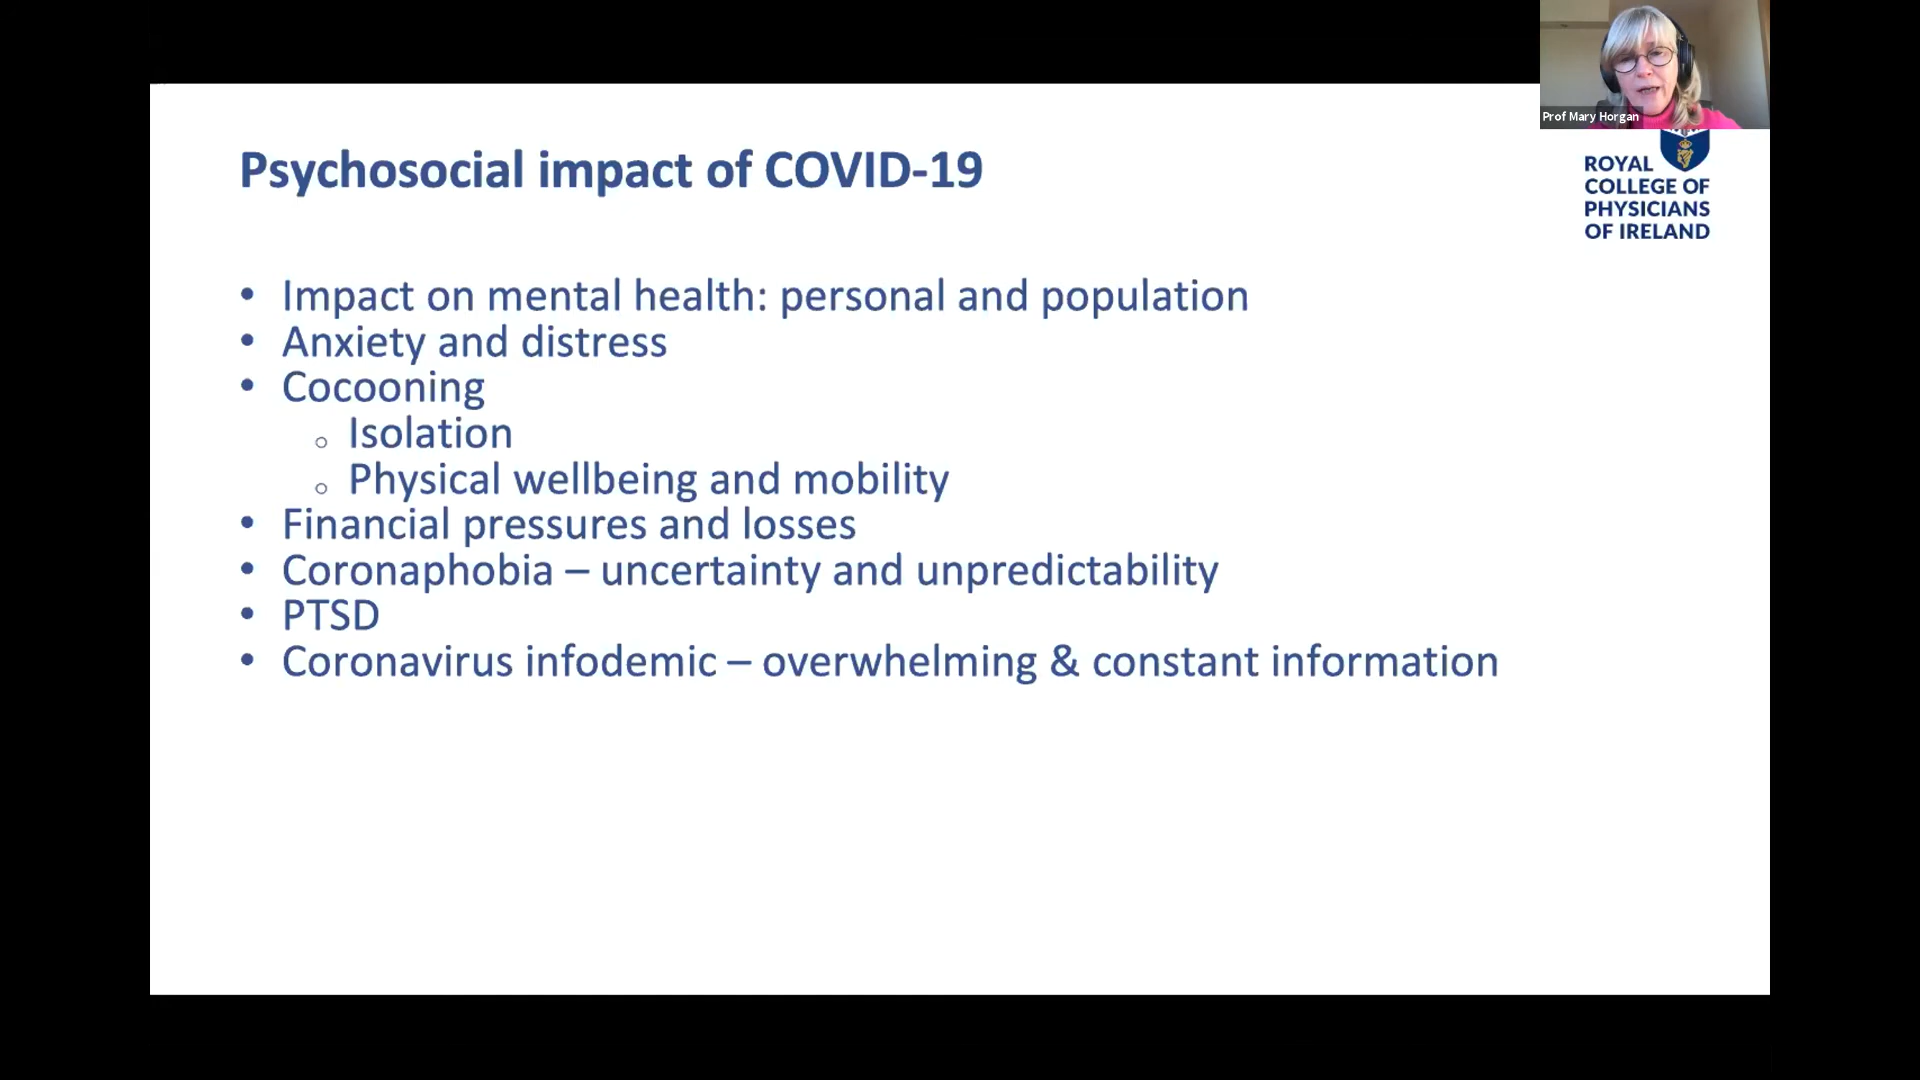 Prof Mary Horgan
Psychosocial impact of COVID-19
ROYAL
COLLEGE OF
PHYSICIANS
OF IRELAND
• Impact on mental health: personal and population
• Anxiety and distress
• Cocooning
○ Isolation
○ Physical wellbeing and mobility
• Financial pressures and losses
• Coronaphobia – uncertainty and unpredictability
• PTSD
• Coronavirus infodemic – overwhelming & constant information